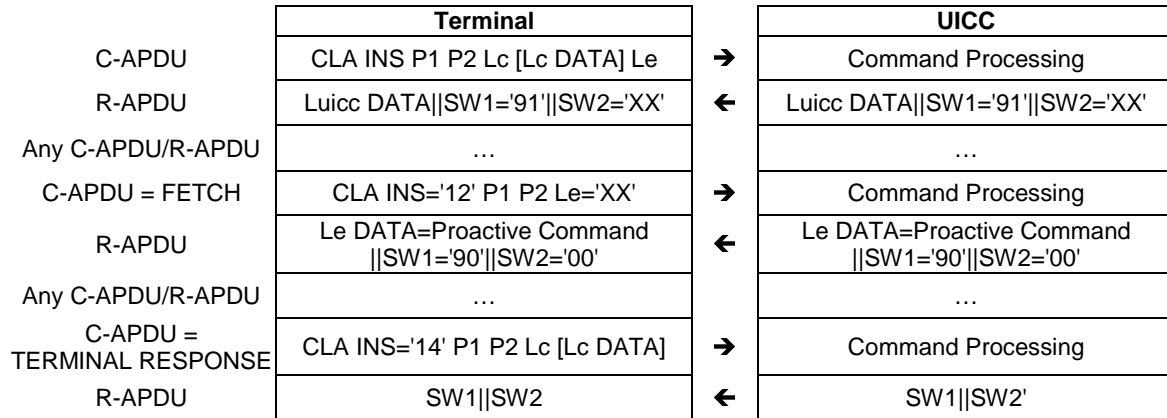 Terminal UICC
C-APDU CLA INS P1 P2 Lc [Lc DATA] Le ➔ Command Processing
R-APDU Luicc DATA||SW1='91'||SW2='XX' 🡨 Luicc DATA||SW1='91'||SW2='XX'
Any C-APDU/R-APDU … …
C-APDU = FETCH CLA INS='12' P1 P2 Le='XX' ➔ Command Processing
R-APDU Le DATA=Proactive Command ||SW1='90'||SW2='00' 🡨 Le DATA=Proactive Command ||SW1='90'||SW2='00'
Any C-APDU/R-APDU … …
C-APDU = TERMINAL RESPONSE CLA INS='14' P1 P2 Lc [Lc DATA] ➔ Command Processing
R-APDU SW1||SW2 🡨 SW1||SW2'